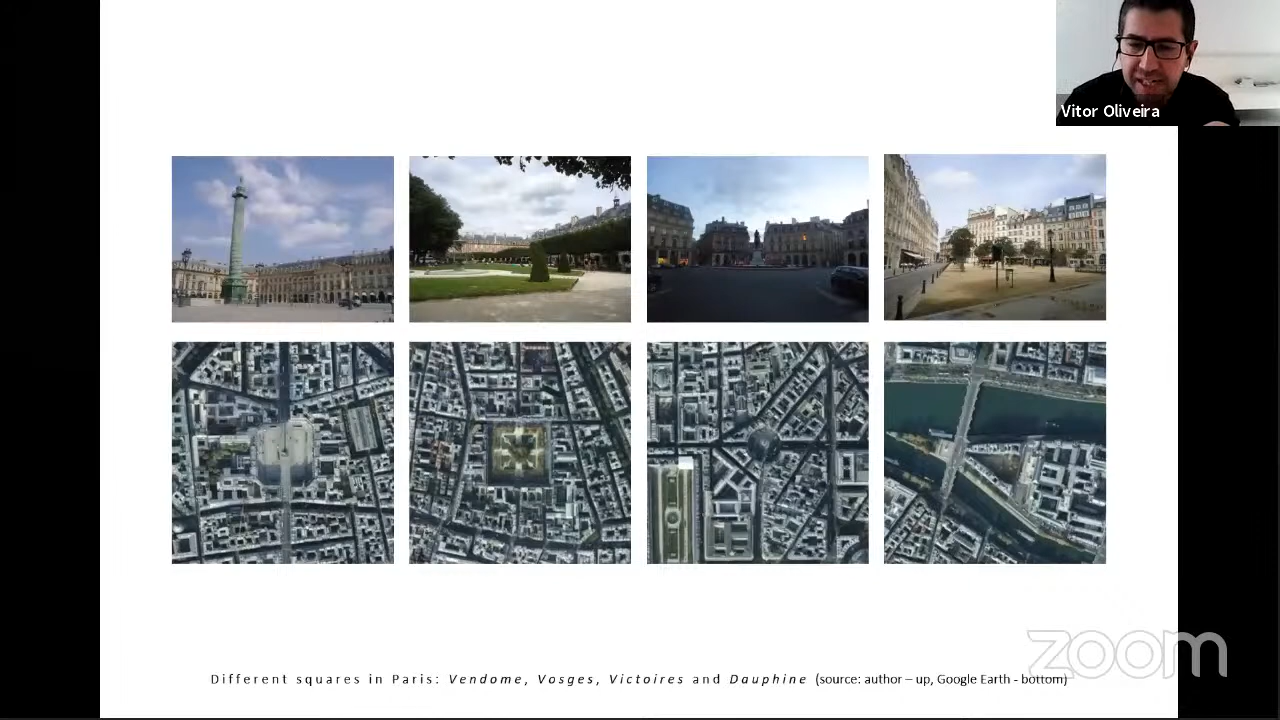 Vitor Oliveira
zoom
Different squares in Paris: Vendome, Vosges, Victoires and Dauphine (source: author – up, Google Earth - bottom)